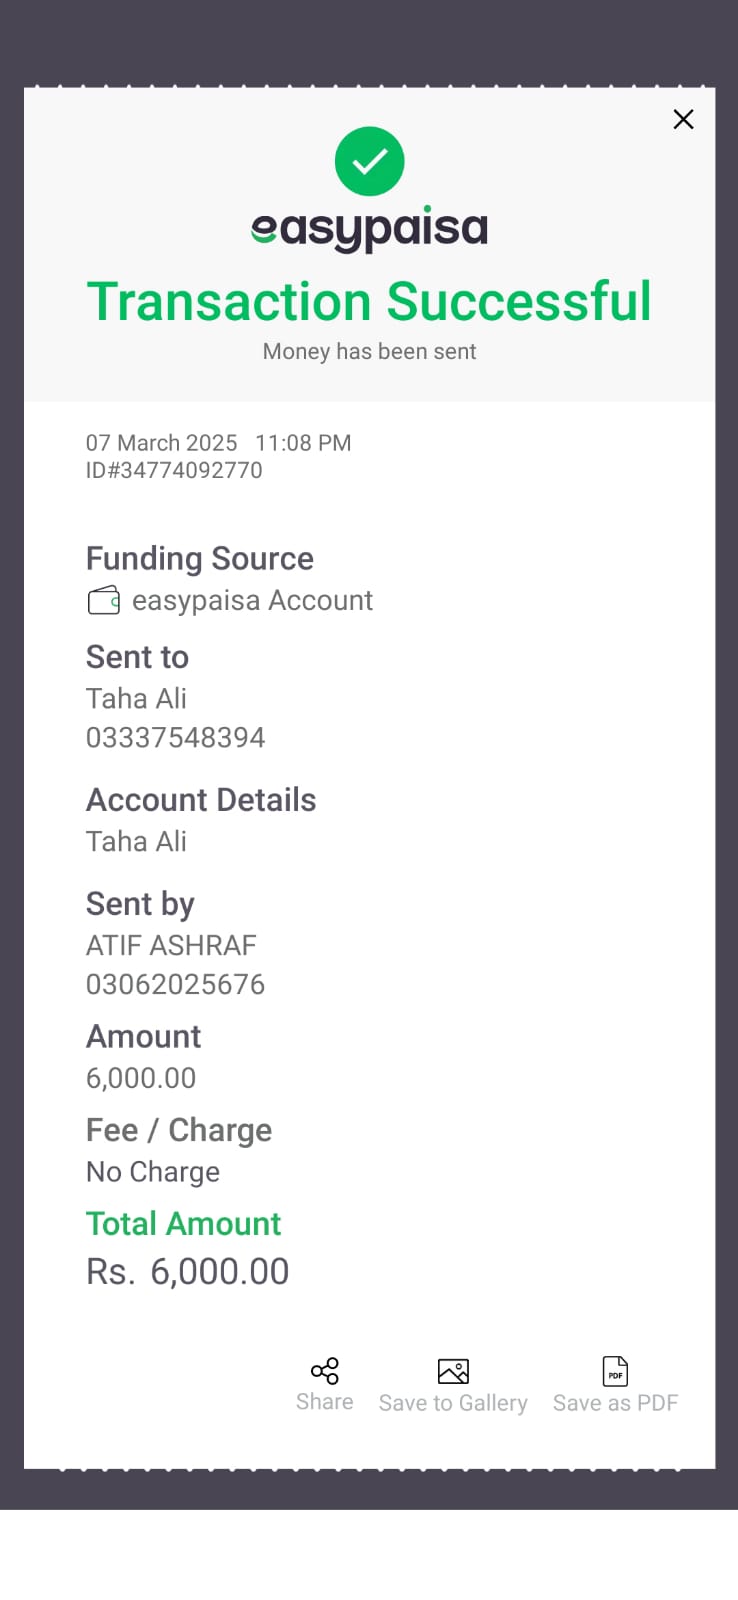 easypaisa
Transaction Successful
Money has been sent
07 March 2025 11:08 PM
ID#34774092770
Funding Source
easypaisa Account
Sent to
Taha Ali
03337548394
Account Details
Taha Ali
Sent by
ATIF ASHRAF
03062025676
Amount
6,000.00
Fee / Charge
No Charge
Total Amount
Rs. 6,000.00
PDF
Share Save to Gallery Save as PDF